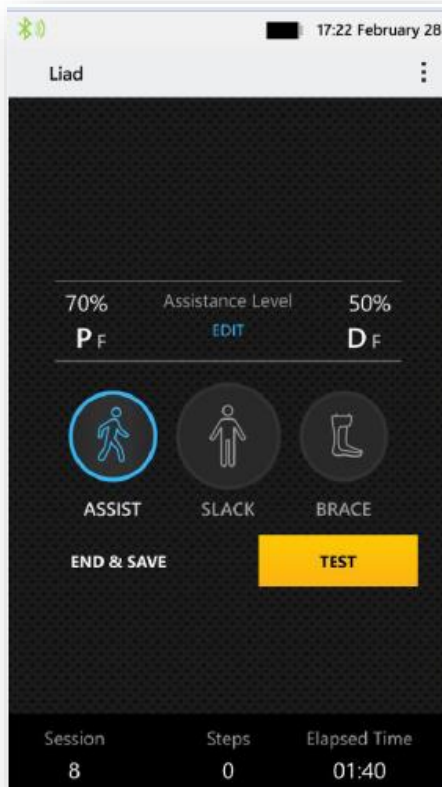 17:22 February 28
Liad
70% Assistance Level 50%
PF EDIT DF
ASSIST SLACK BRACE
END & SAVE TEST
Session Steps Elapsed Time
8 0 01:40